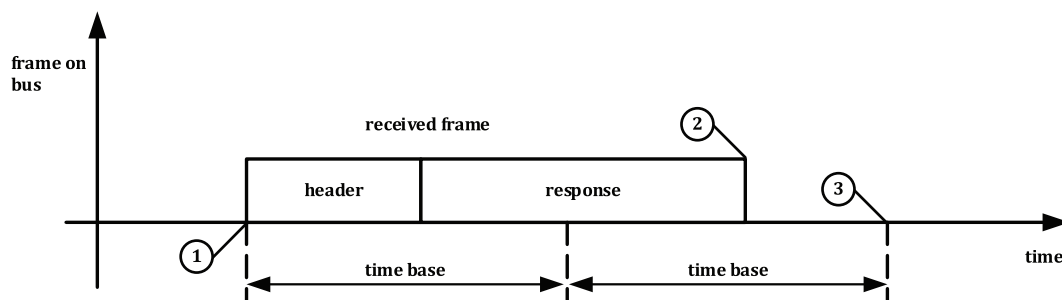 frame on
bus
received frame
2
header
response
3
1
time base
time base
time